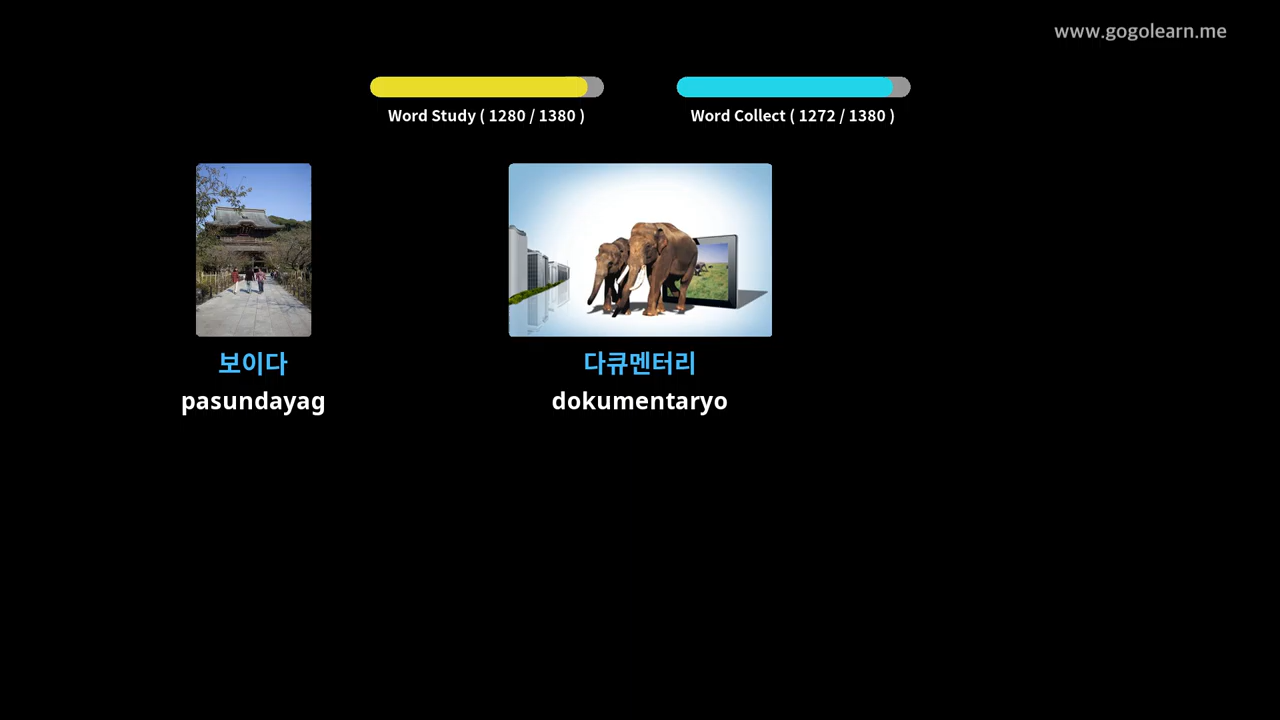 www.gogolearn.me
Word Study ( 1280 / 1380 )
Word Collect ( 1272 / 1380 )
보이다
다큐멘터리
pasundayag
dokumentaryo